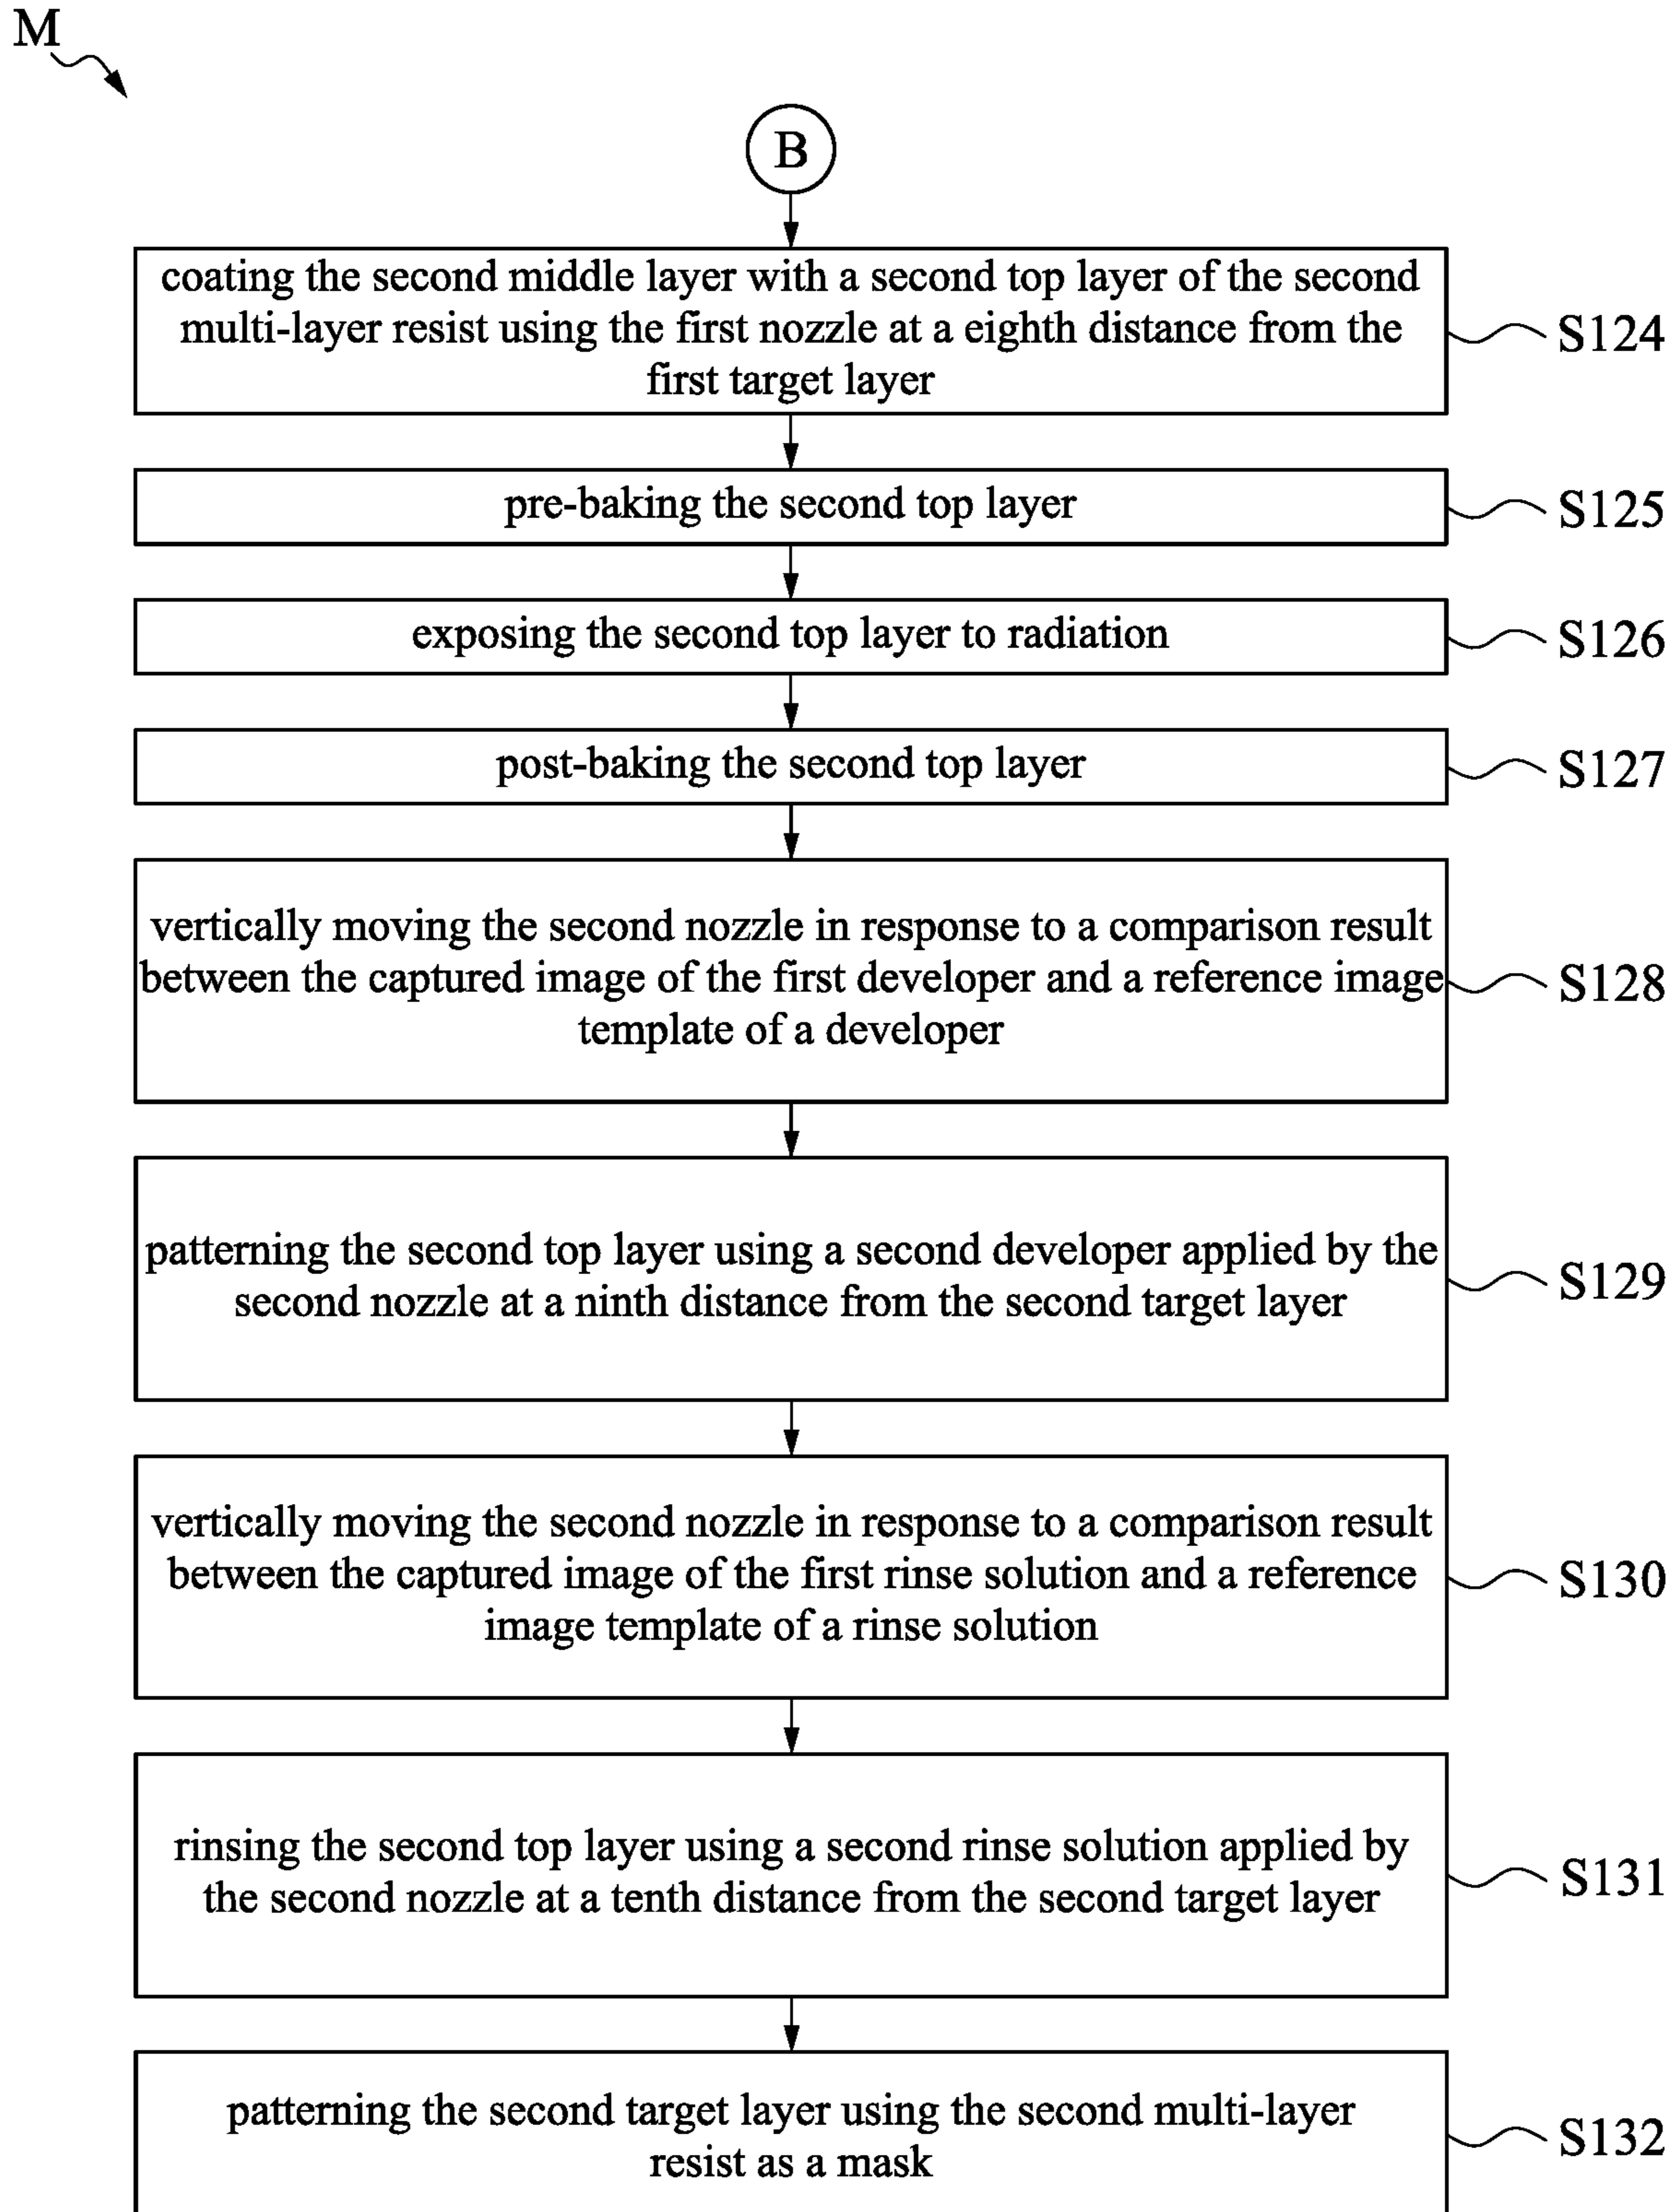 M
B
coating the second middle layer with a second top layer of the second
multi-layer resist using the first nozzle at a eighth distance from the
first target layer
S124
pre-baking the second top layer
S125
exposing the second top layer to radiation
S126
post-baking the second top layer
S127
vertically moving the second nozzle in response to a comparison result
between the captured image of the first developer and a reference image
template of a developer
S128
patterning the second top layer using a second developer applied by the
second nozzle at a ninth distance from the second target layer
S129
vertically moving the second nozzle in response to a comparison result
between the captured image of the first rinse solution and a reference
image template of a rinse solution
S130
rinsing the second top layer using a second rinse solution applied by
the second nozzle at a tenth distance from the second target layer
S131
patterning the second target layer using the second multi-layer
resist as a mask
S132